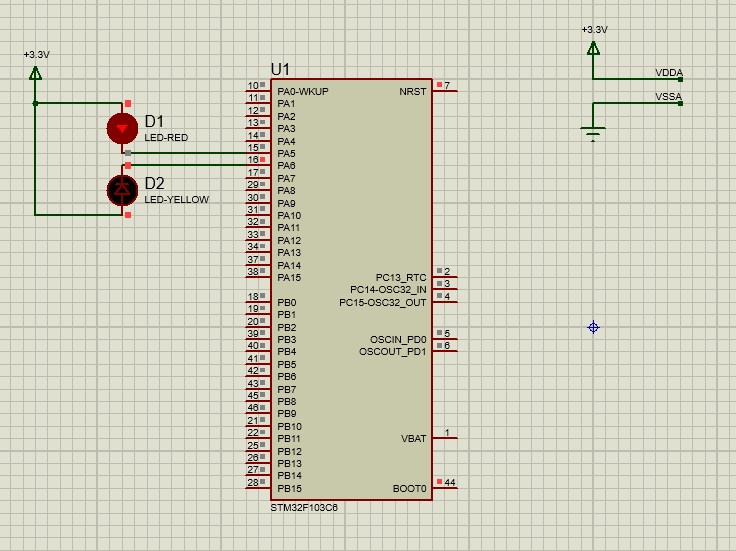 +3.3V
D1
LED-RED
D2
LED-YELLOW
U1
10 PA0-WKUP
11 PA1
12 PA2
13 PA3
14 PA4
15 PA5
16 PA6
17 PA7
29 PA8
30 PA9
31 PA10
32 PA11
33 PA12
34 PA13
37 PA14
38 PA15
18 PB0
19 PB1
20 PB2
39 PB3
40 PB4
41 PB5
42 PB6
43 PB7
45 PB8
46 PB9
21 PB10
22 PB11
25 PB12
26 PB13
27 PB14
28 PB15
NRST 7
PC13_RTC 2
PC14-OSC32_IN 3
PC15-OSC32_OUT 4
OSCIN_PD0 5
OSCOUT_PD1 6
VBAT 1
BOOT0 44
STM32F103C6
+3.3V
VDDA
VSSA